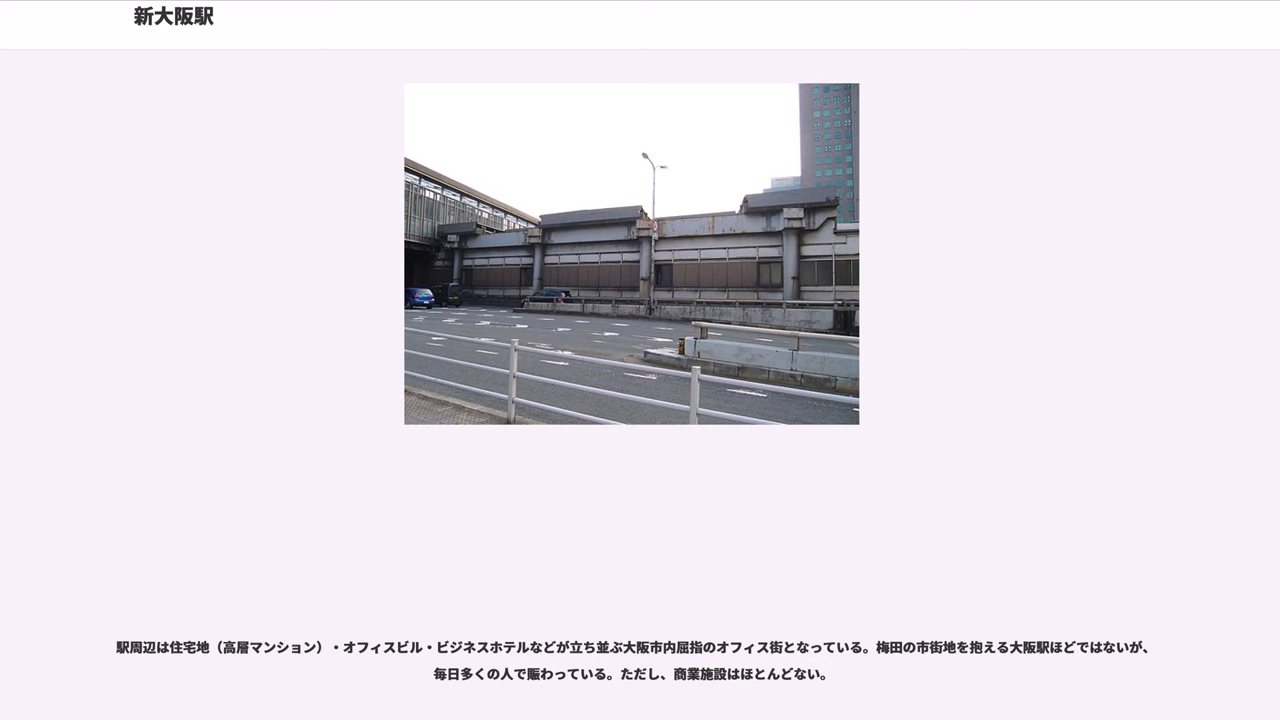 新大阪駅
駅周辺は住宅地（高層マンション）・オフィスビル・ビジネスホテルなどが立ち並ぶ大阪市内屈指のオフィス街となっている。梅田の市街地を抱える大阪駅ほどではないが、
毎日多くの人で賑わっている。ただし、商業施設はほとんどない。